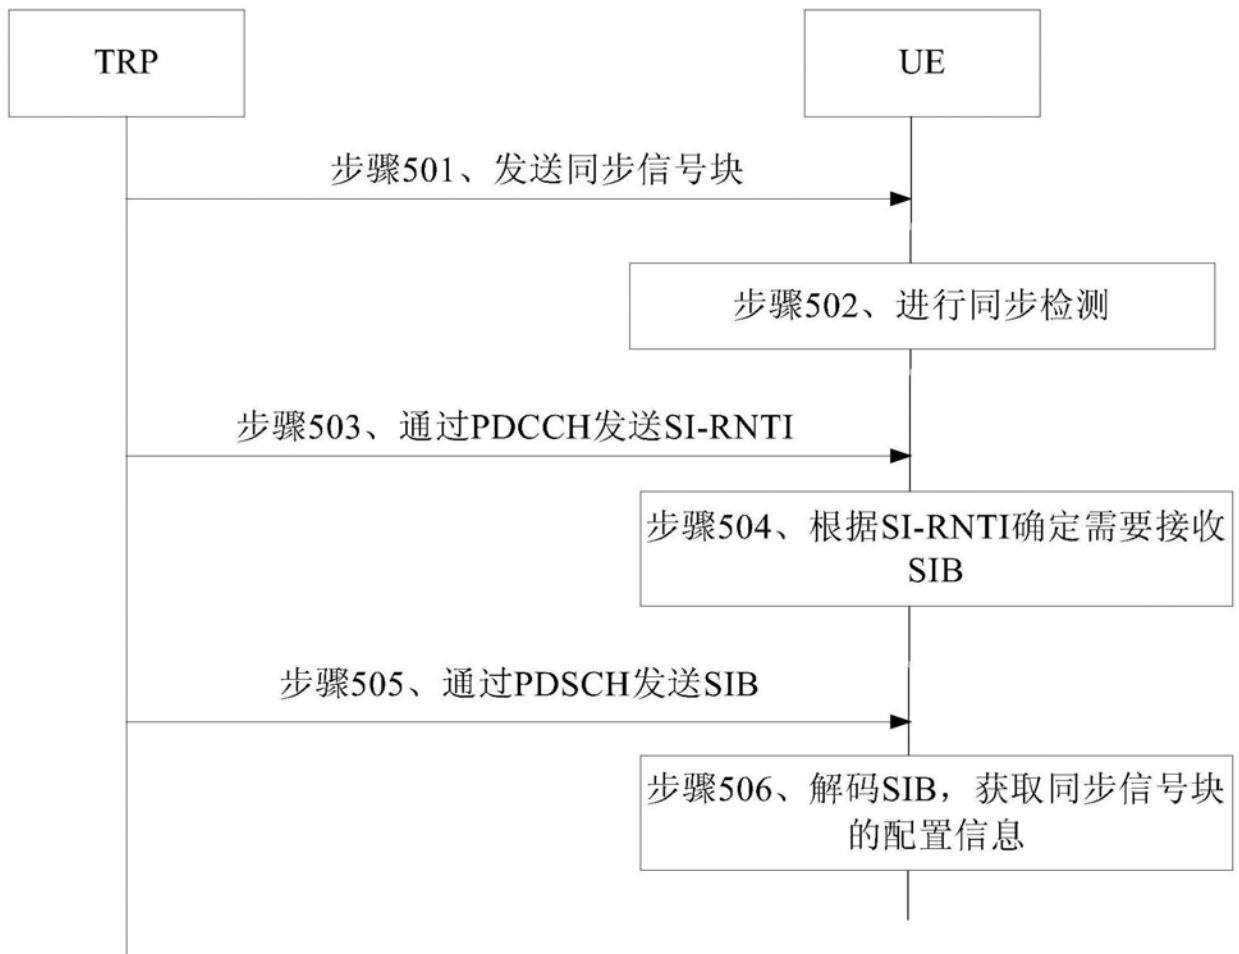 TRP
UE
步骤501、发送同步信号块
步骤502、进行同步检测
步骤503、通过PDCCH发送SI-RNTI
步骤504、根据SI-RNTI确定需要接收
SIB
步骤505、通过PDSCH发送SIB
步骤506、解码SIB，获取同步信号块
的配置信息